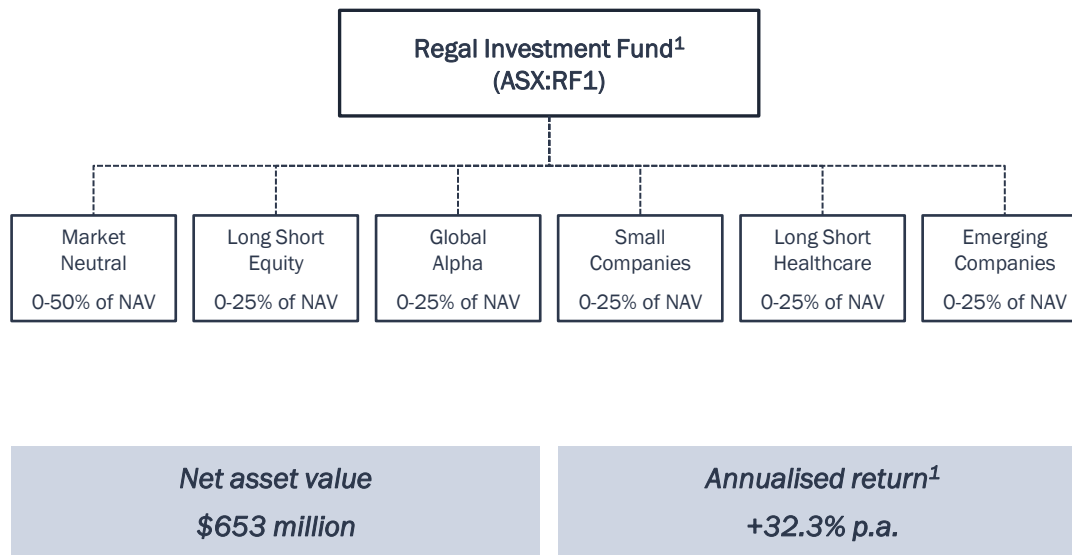 Regal Investment Fund¹
(ASX:RF1)
Market
Neutral
0-50% of NAV
Long Short
Equity
0-25% of NAV
Global
Alpha
0-25% of NAV
Small
Companies
0-25% of NAV
Long Short
Healthcare
0-25% of NAV
Emerging
Companies
0-25% of NAV
Net asset value
$653 million
Annualised return¹
+32.3% p.a.